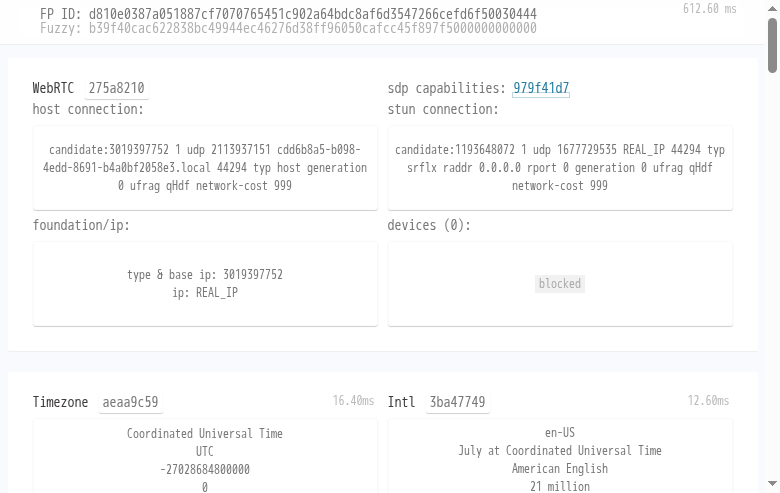 FP ID: d810e0387a051887cf7070765451c902a64bdc8af6d3547266cefd6f50030444
612.60 ms
Fuzzy: b39f40cac622838bc49944ec46276d38ff96050cafcc45f897f5000000000000
WebRTC 275a8210
host connection:
candidate:3019397752 1 udp 2113937151 cdd6b8a5-b098-
4edd-8691-b4a0bf2058e3.local 44294 typ host generation
0 ufrag qHdf network-cost 999
foundation/ip:
type & base ip: 3019397752
ip: REAL_IP
sdp capabilities: 979f41d7
stun connection:
candidate:1193648072 1 udp 1677729535 REAL_IP 44294 typ
srflx raddr 0.0.0.0 rport 0 generation 0 ufrag qHdf
network-cost 999
devices (0):
blocked
Timezone aeaa9c59 16.40ms
Coordinated Universal Time
UTC
-27028684800000
0
Intl 3ba47749 12.60ms
en-US
July at Coordinated Universal Time
American English
21 million